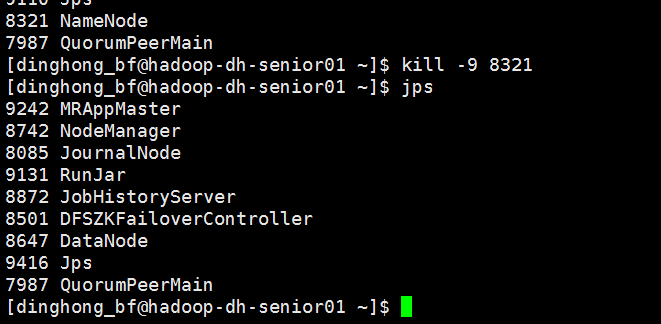 8321 NameNode
7987 QuorumPeerMain
[dinghong_bf@hadoop-dh-senior01 ~]$ kill -9 8321
[dinghong_bf@hadoop-dh-senior01 ~]$ jps
9242 MRAppMaster
8742 NodeManager
8085 JournalNode
9131 RunJar
8872 JobHistoryServer
8501 DFSZKFailoverController
8647 DataNode
9416 Jps
7987 QuorumPeerMain
[dinghong_bf@hadoop-dh-senior01 ~]$